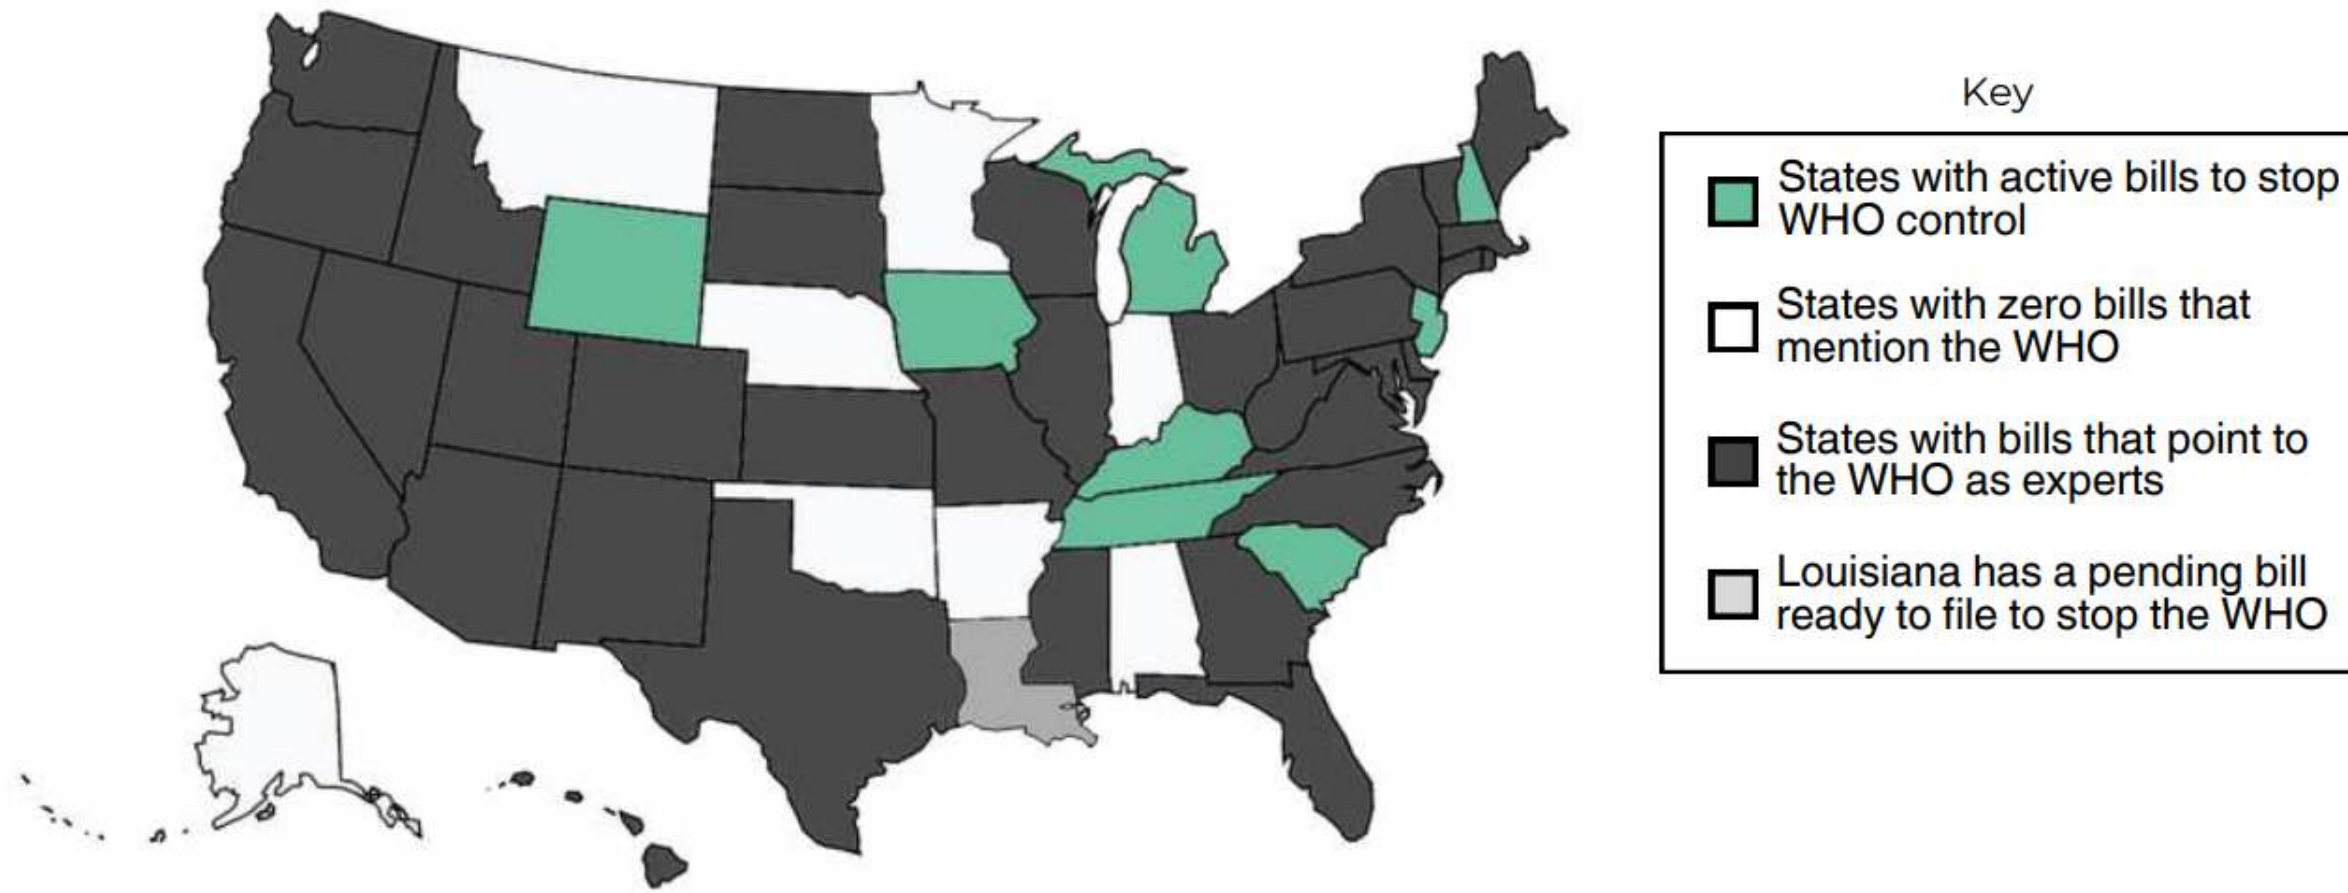 Key
States with active bills to stop
WHO control
States with zero bills that
mention the WHO
States with bills that point to
the WHO as experts
Louisiana has a pending bill
ready to file to stop the WHO